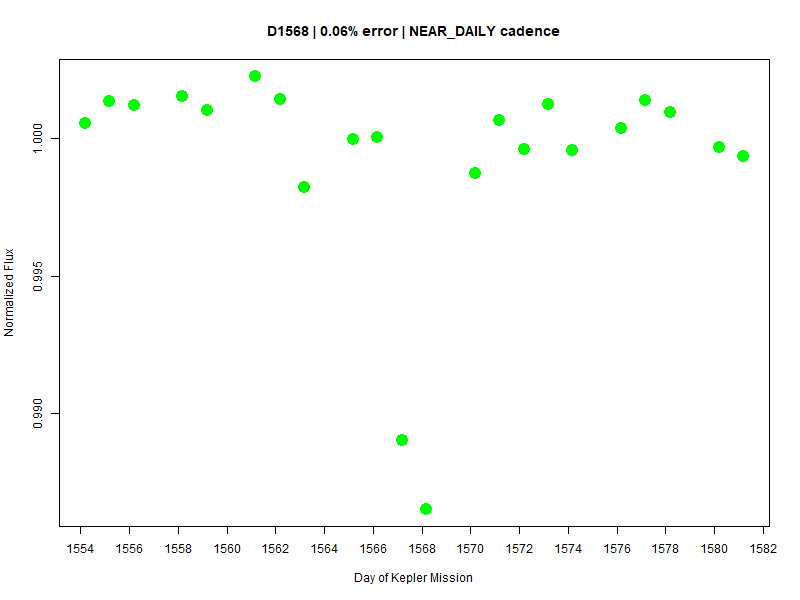 D1568 | 0.06% error | NEAR_DAILY cadence
Normalized Flux
1.000
0.995
0.990
1554 1556 1558 1560 1562 1564 1566 1568 1570 1572 1574 1576 1578 1580 1582
Day of Kepler Mission